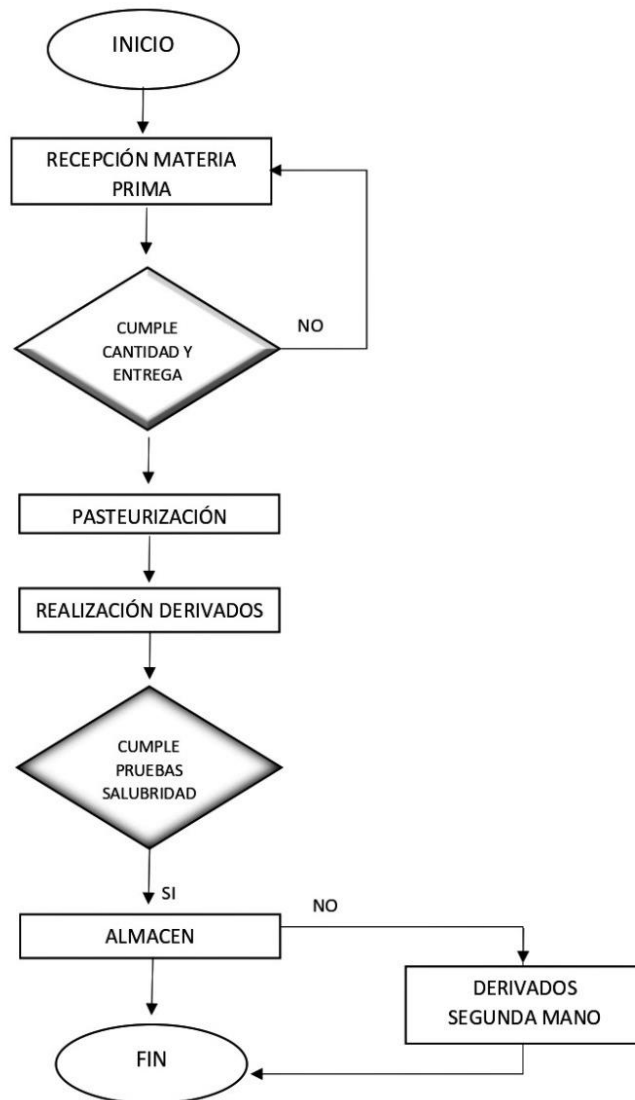 INICIO
RECEPCIÓN MATERIA
PRIMA
CUMPLE
CANTIDAD Y
ENTREGA
NO
PASTEURIZACIÓN
REALIZACIÓN DERIVADOS
CUMPLE
PRUEBAS
SALUBRIDAD
SI
NO
ALMACEN
DERIVADOS
SEGUNDA MANO
FIN